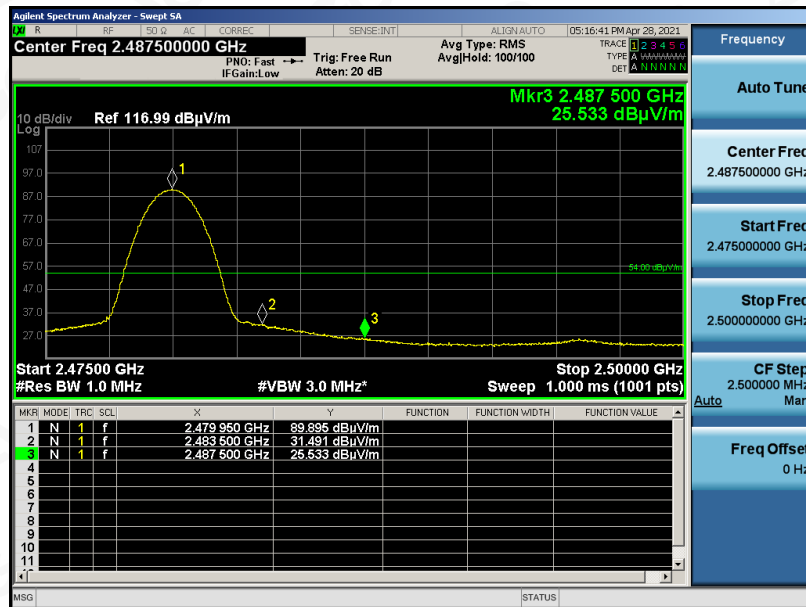 Agilent Spectrum Analyzer - Swept SA
LXI R RF 50 Ω AC CORREC SENSE:INT ALIGN AUTO 05:16:41 PM Apr 28, 2021
Center Freq 2.487500000 GHz
PNO: Fast
IFGain:Low
Trig: Free Run
Atten: 20 dB
Avg Type: RMS
Avg|Hold: 100/100
TRACE 1 2 3 4 5 6
TYPE A WWWWW
DET A N N N N N
Mkr3 2.487 500 GHz
25.533 dBµV/m
10 dB/div Ref 116.99 dBµV/m
Log
107
97.0
87.0
77.0
67.0
57.0
47.0
37.0
27.0
1
2
3
54.00 dBµV/m
Start 2.47500 GHz Stop 2.50000 GHz
#Res BW 1.0 MHz #VBW 3.0 MHz* Sweep 1.000 ms (1001 pts)
MKR MODE TRC SCL X Y FUNCTION FUNCTION WIDTH FUNCTION VALUE
1 N 1 f 2.479 950 GHz 89.895 dBµV/m
2 N 1 f 2.483 500 GHz 31.491 dBµV/m
3 N 1 f 2.487 500 GHz 25.533 dBµV/m
4
5
6
7
8
9
10
11
MSG STATUS
Frequency
Auto Tune
Center Freq
2.487500000 GHz
Start Freq
2.475000000 GHz
Stop Freq
2.500000000 GHz
CF Step
2.500000 MHz
Auto Man
Freq Offset
0 Hz